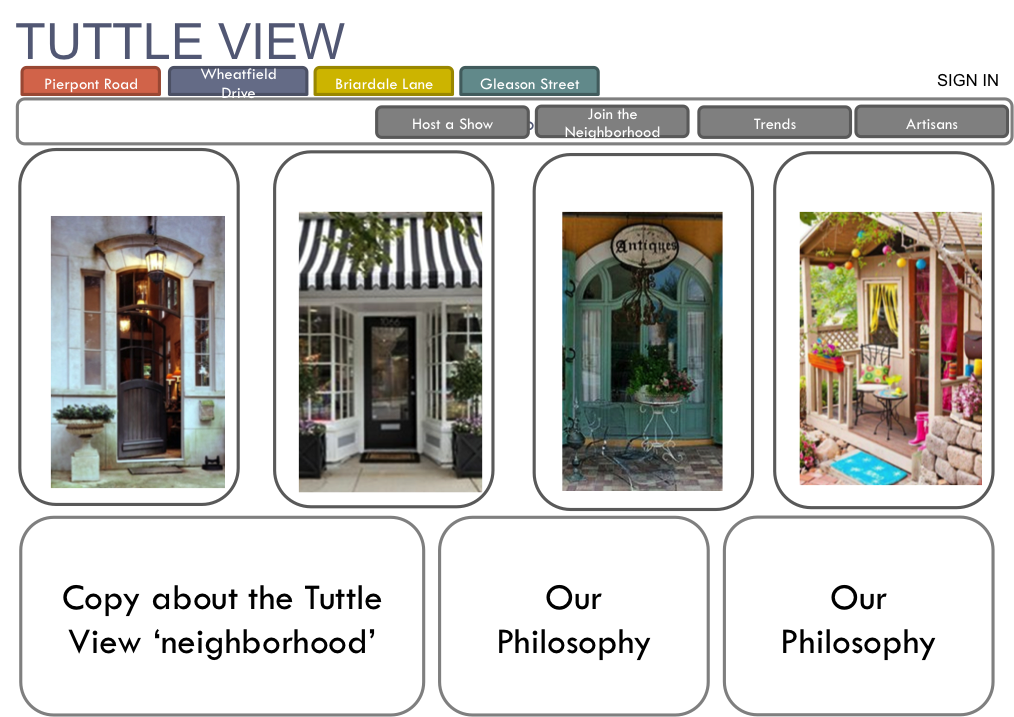 TUTTLE VIEW
Pierpont Road
Wheatfield
Drive
Briardale Lane
Gleason Street
SIGN IN
Host a Show
Join the
Neighborhood
Trends
Artisans
Antiques
1066
Copy about the Tuttle
View ‘neighborhood’
Our
Philosophy
Our
Philosophy